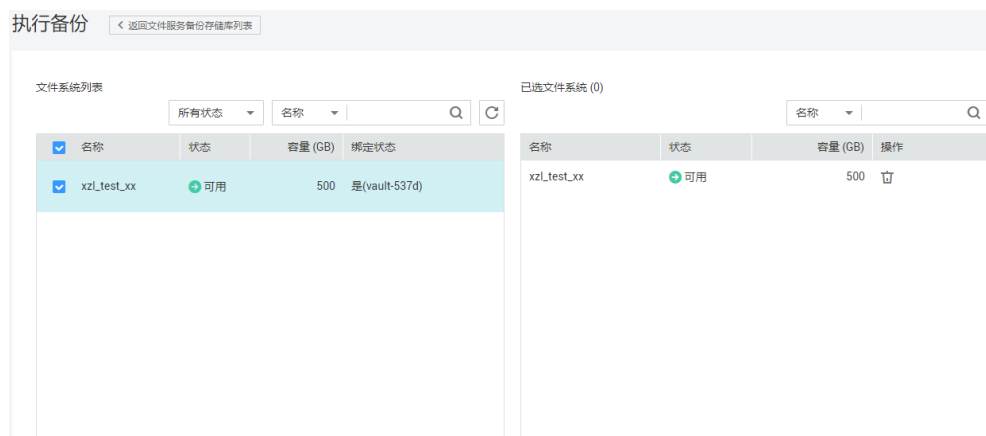 执行备份 返回文件服务备份存储库列表
文件系统列表
所有状态 名称
名称 状态 容量 (GB) 绑定状态
xzl_test_xx 可用 500 是(vault-537d)
已选文件系统 (0)
名称
名称 状态 容量 (GB) 操作
xzl_test_xx 可用 500